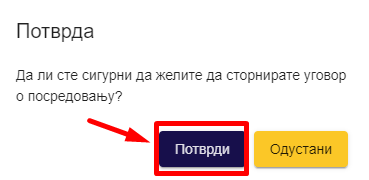 Потврда
Да ли сте сигурни да желите да сторнирате уговор
о посредовању?
Потврди Одустани